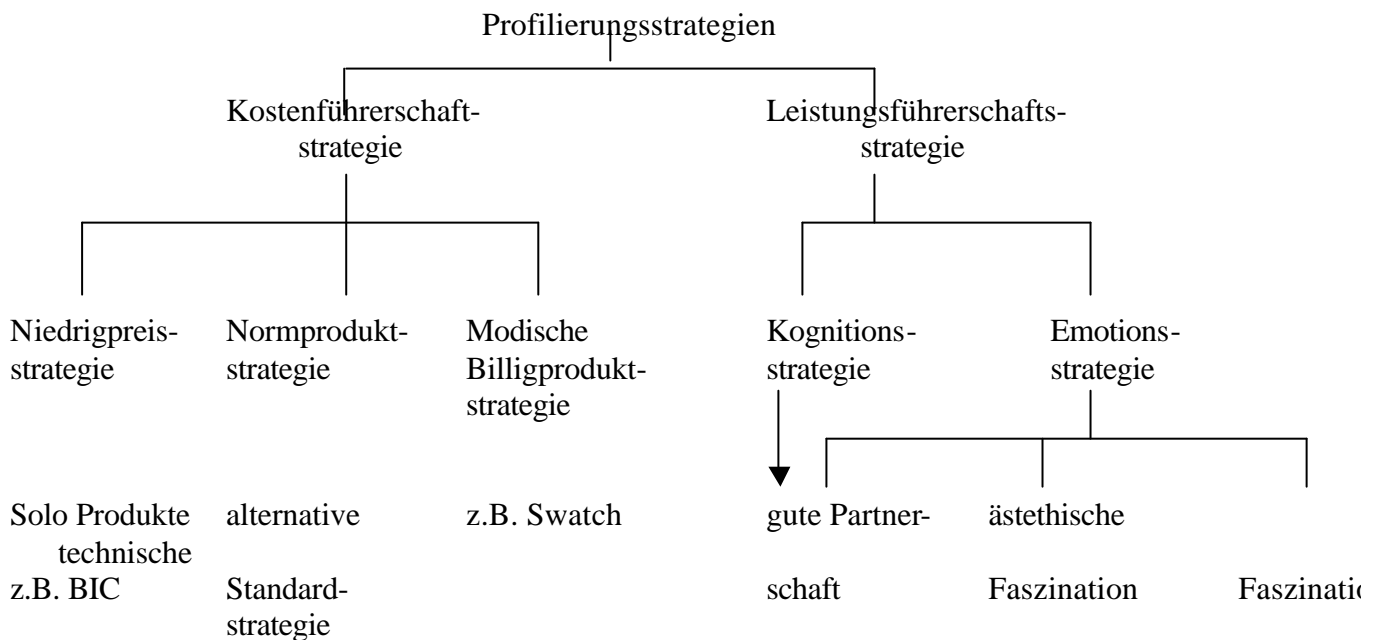 Profilierungsstrategien
Kostenführerschaft- Leistungsführerschafts-
strategie strategie
Niedrigpreis- Normprodukt- Modische Kognitions- Emotions-
strategie strategie Billigprodukt- strategie strategie
strategie
Solo Produkte alternative z.B. Swatch gute Partner- ästethische
technische
z.B. BIC Standard- schaft Faszination
strategie